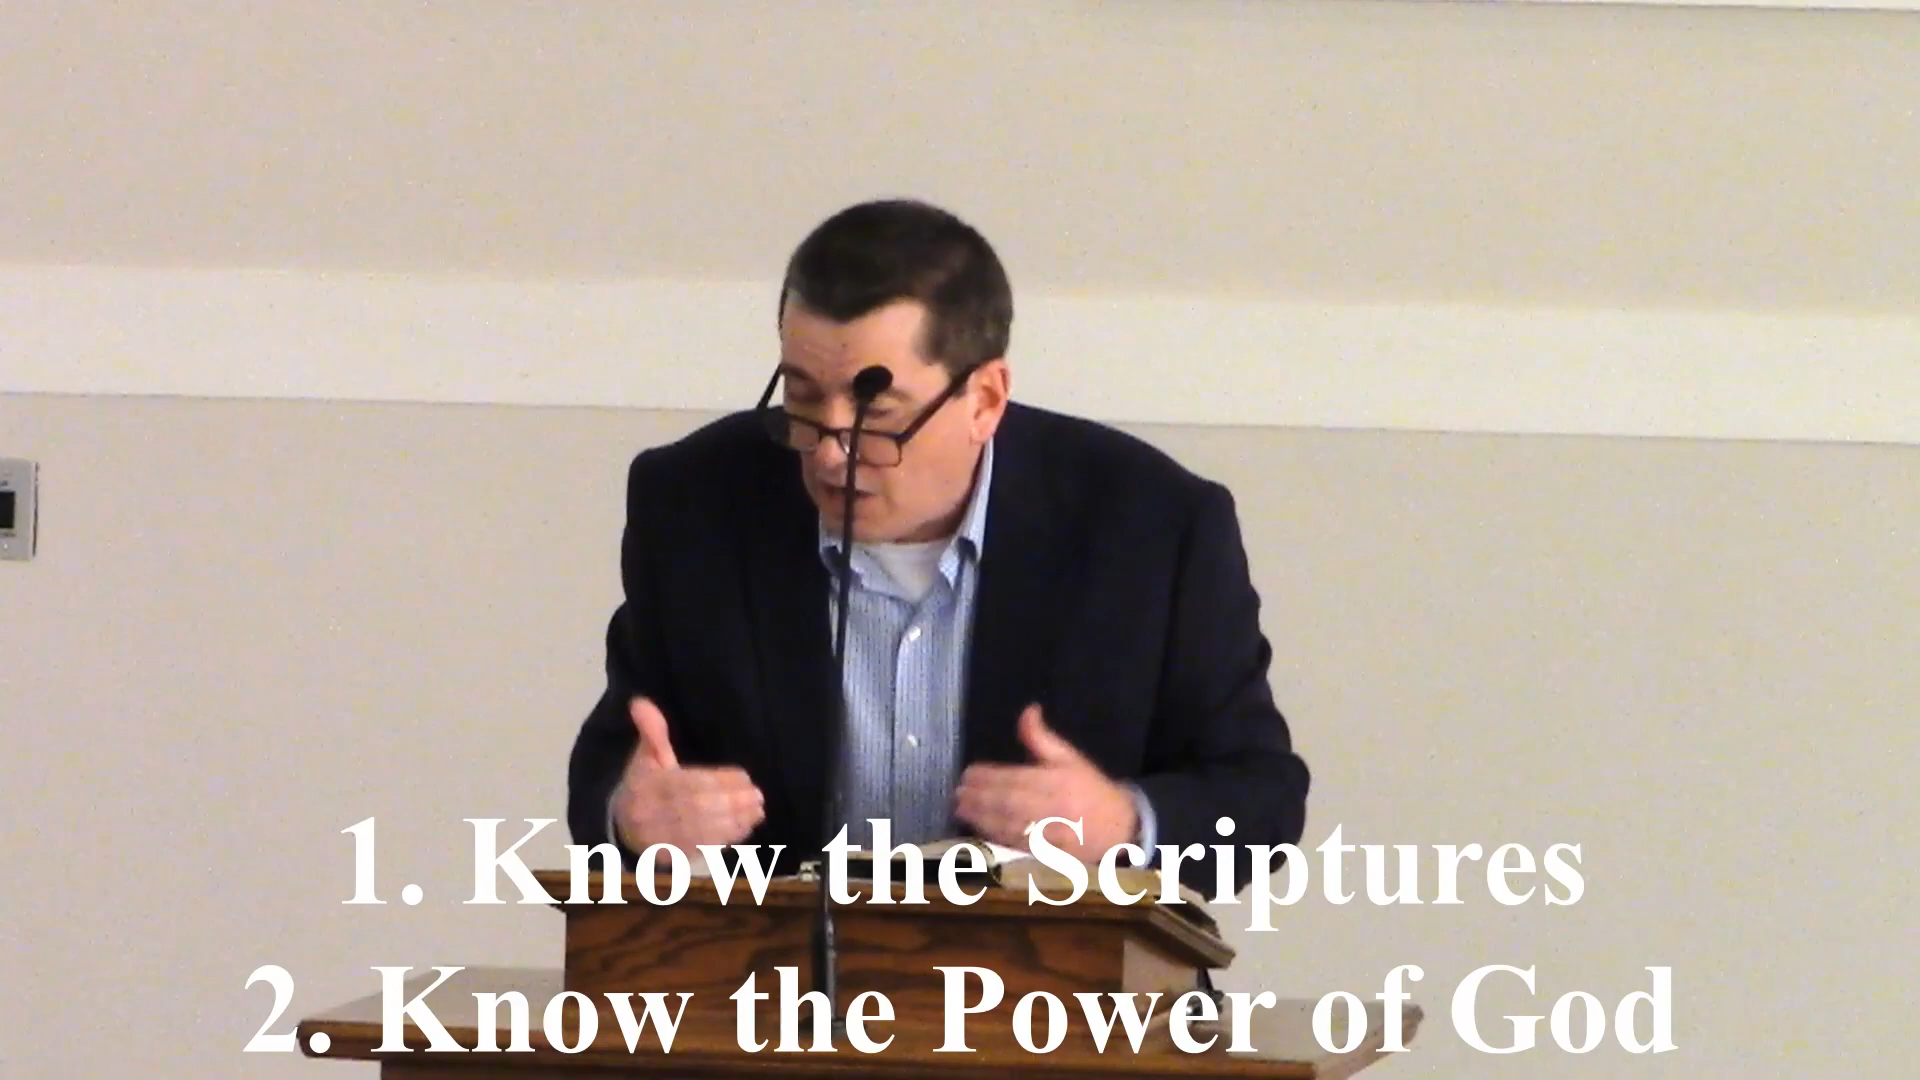 1. Know the Scriptures
2. Know the Power of God